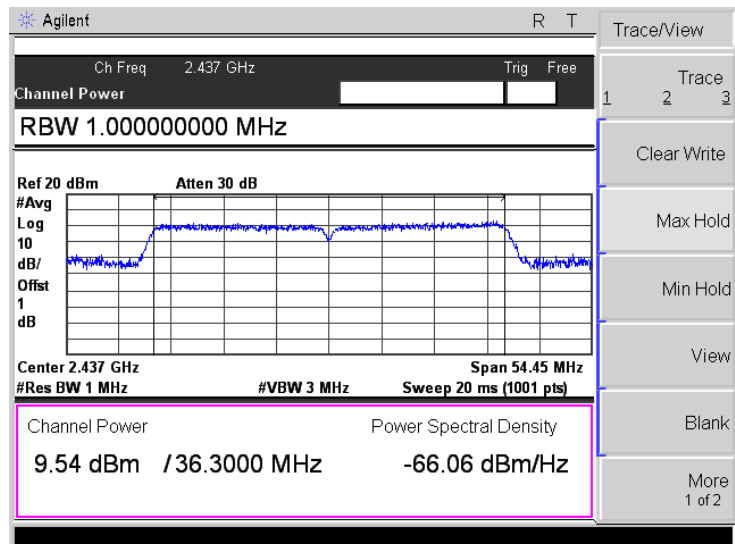 Agilent R T
Ch Freq 2.437 GHz Trig Free
Channel Power
RBW 1.000000000 MHz
Ref 20 dBm Atten 30 dB
#Avg
Log
10
dB/
Offst
1
dB
Center 2.437 GHz Span 54.45 MHz
#Res BW 1 MHz #VBW 3 MHz Sweep 20 ms (1001 pts)
Channel Power Power Spectral Density
9.54 dBm / 36.3000 MHz -66.06 dBm/Hz
Trace/View
Trace
1 2 3
Clear Write
Max Hold
Min Hold
View
Blank
More
1 of 2